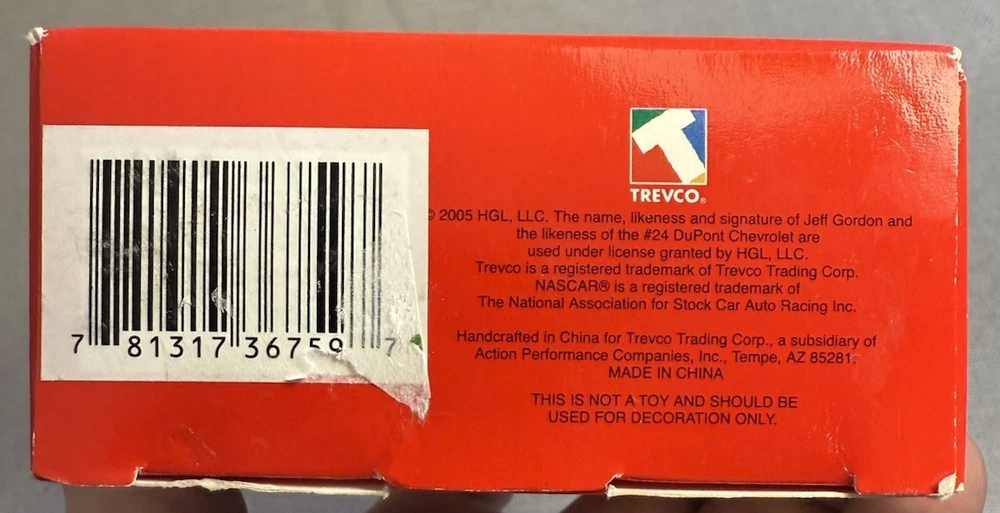 7 81317 36759 7
TREVCO®
© 2005 HGL, LLC. The name, likeness and signature of Jeff Gordon and
the likeness of the #24 DuPont Chevrolet are
used under license granted by HGL, LLC.
Trevco is a registered trademark of Trevco Trading Corp.
NASCAR® is a registered trademark of
The National Association for Stock Car Auto Racing Inc.
Handcrafted in China for Trevco Trading Corp., a subsidiary of
Action Performance Companies, Inc., Tempe, AZ 85281.
MADE IN CHINA
THIS IS NOT A TOY AND SHOULD BE
USED FOR DECORATION ONLY.